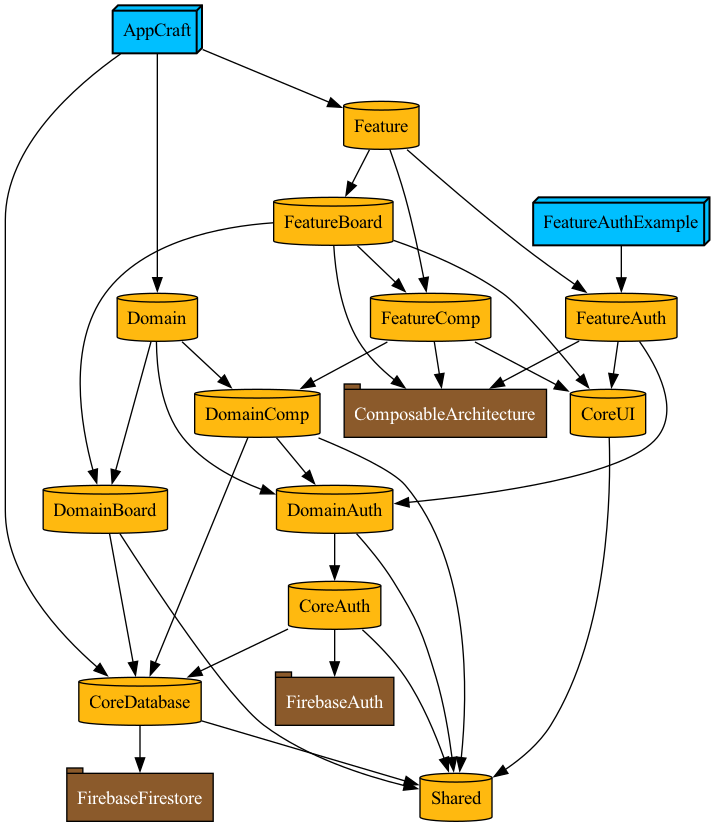 AppCraft
Feature
FeatureBoard
FeatureAuthExample
Domain
FeatureComp
FeatureAuth
DomainComp
ComposableArchitecture
CoreUI
DomainBoard
DomainAuth
CoreAuth
CoreDatabase
FirebaseAuth
FirebaseFirestore
Shared